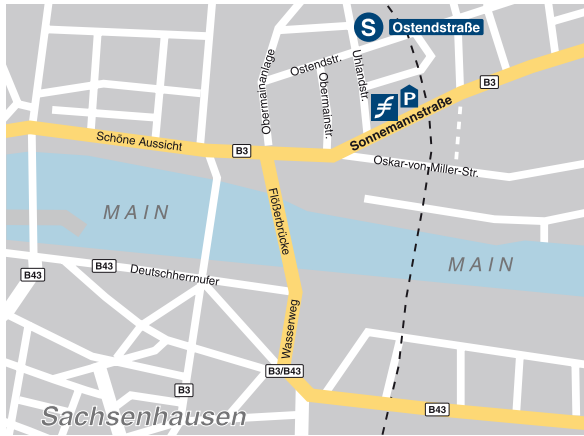 S Ostendstraße
Ostendstr.
Obermainanlage
Obermainstr.
Uhlandstr.
P
B3
Sonnemannstraße
Schöne Aussicht
B3
Oskar-von-Miller-Str.
MAIN
Flößerbrücke
MAIN
B43
B43
Deutschherrnufer
Wasserweg
B3/B43
B3
B43
Sachsenhausen